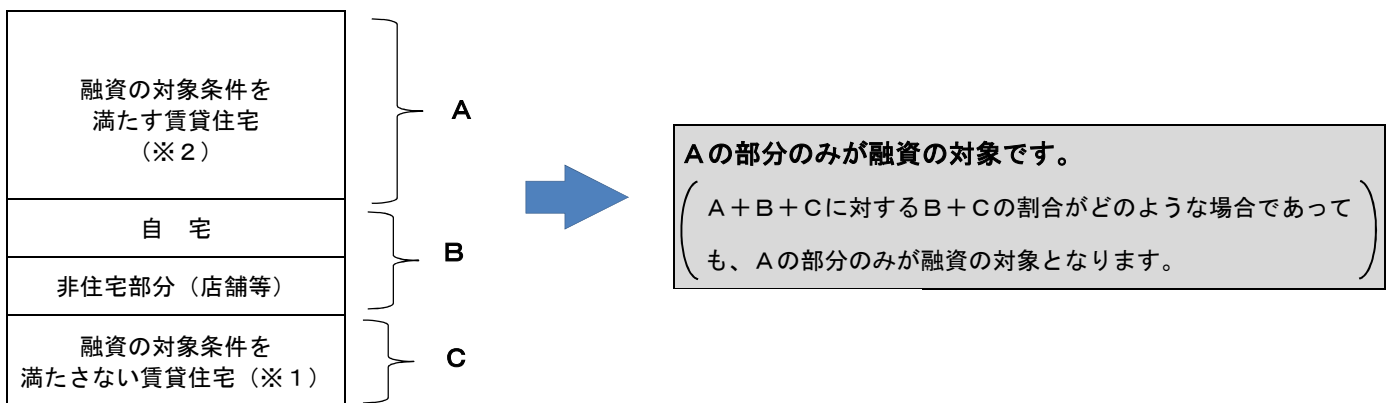 融資の対象条件を
満たす賃貸住宅
(※2)
A
自 宅
非住宅部分(店舗等)
B
融資の対象条件を
満たさない賃貸住宅(※1)
C
Aの部分のみが融資の対象です。
A+B+Cに対するB+Cの割合がどのような場合であって
も、Aの部分のみが融資の対象となります。